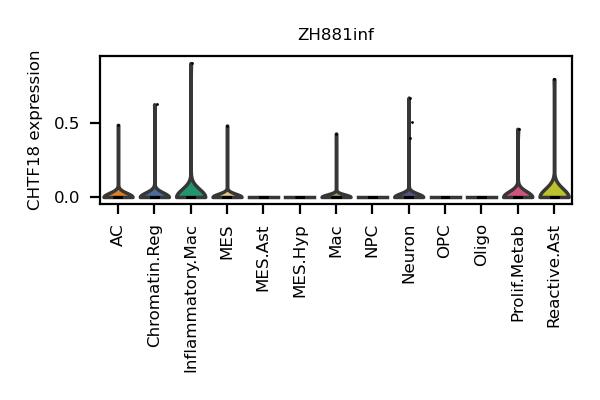 ZH881inf
CHTF18 expression
0.5
0.0
AC
Chromatin.Reg
Inflammatory.Mac
MES
MES.Ast
MES.Hyp
Mac
NPC
Neuron
OPC
Oligo
Prolif.Metab
Reactive.Ast